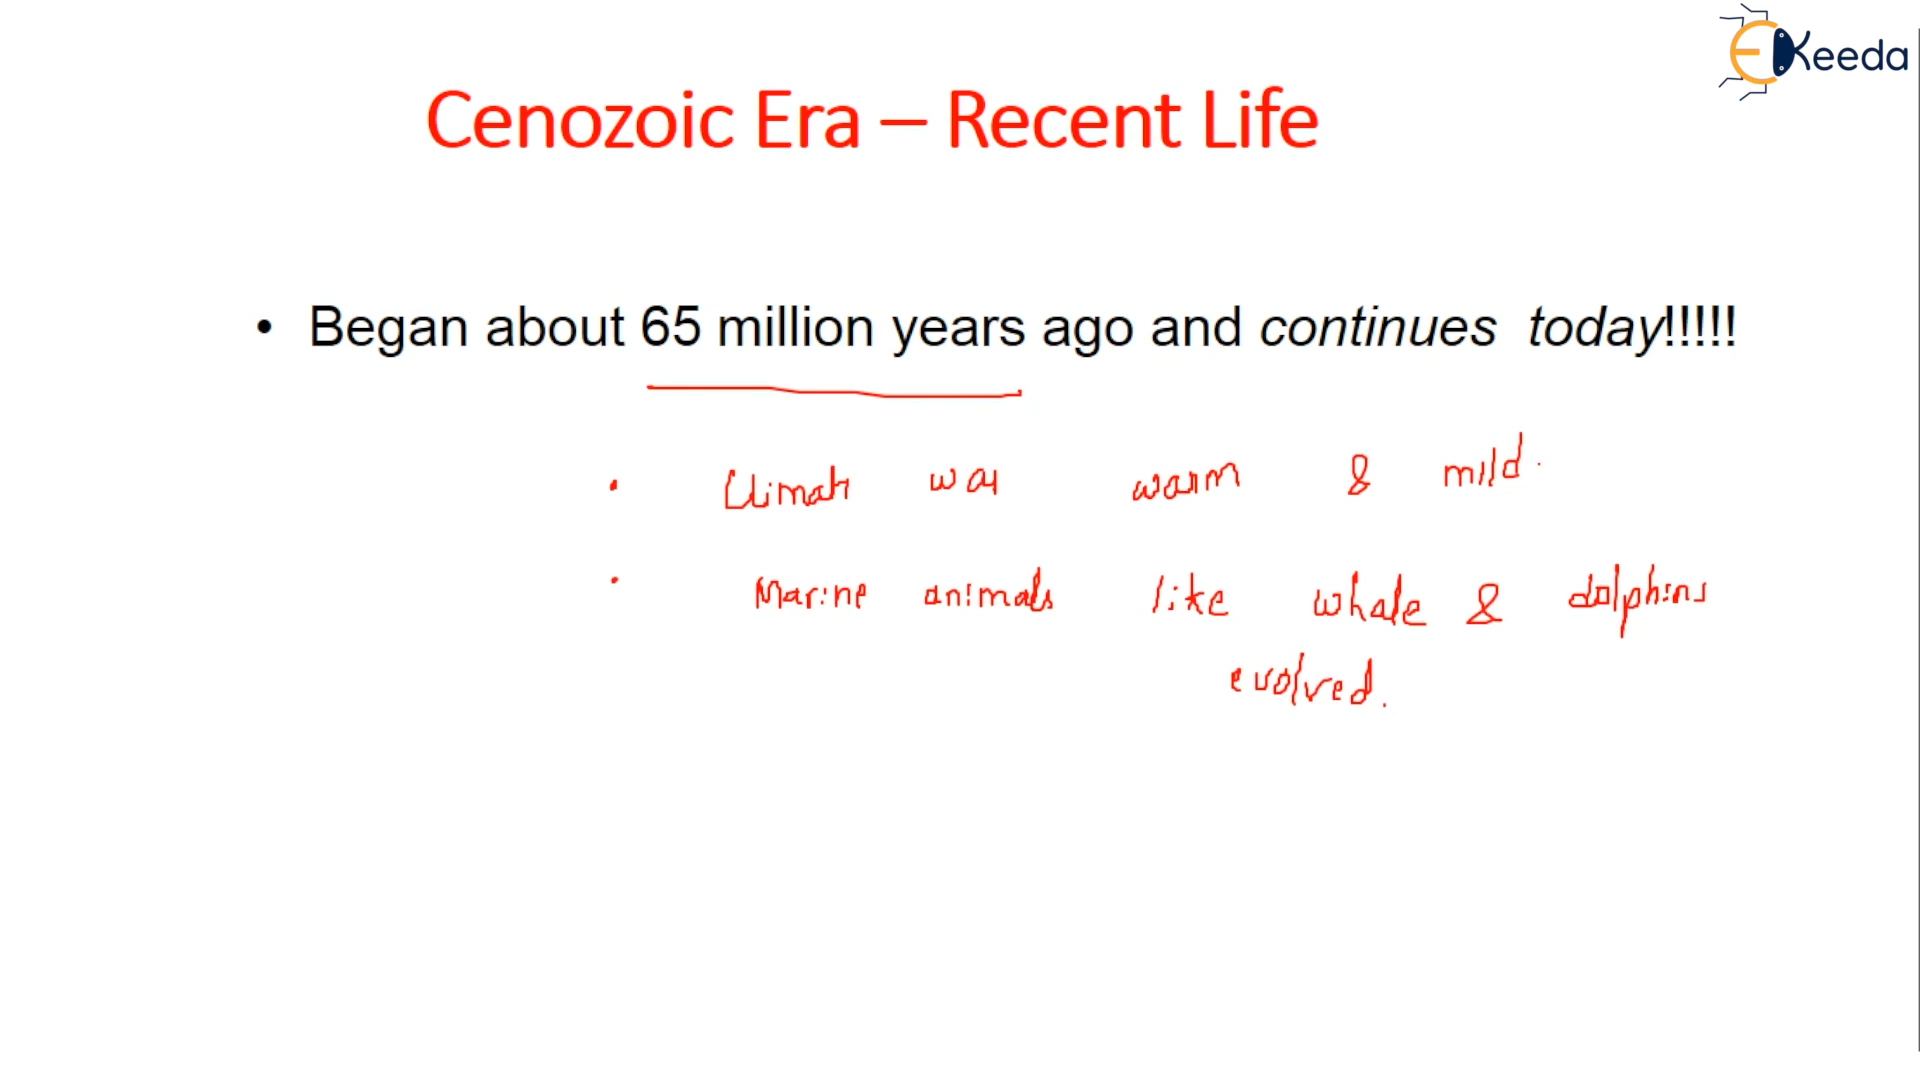 EKeeda
Cenozoic Era – Recent Life
• Began about 65 million years ago and continues today!!!!!
• Climate was warm & mild.
• Marine animals like whale & dolphins
evolved.